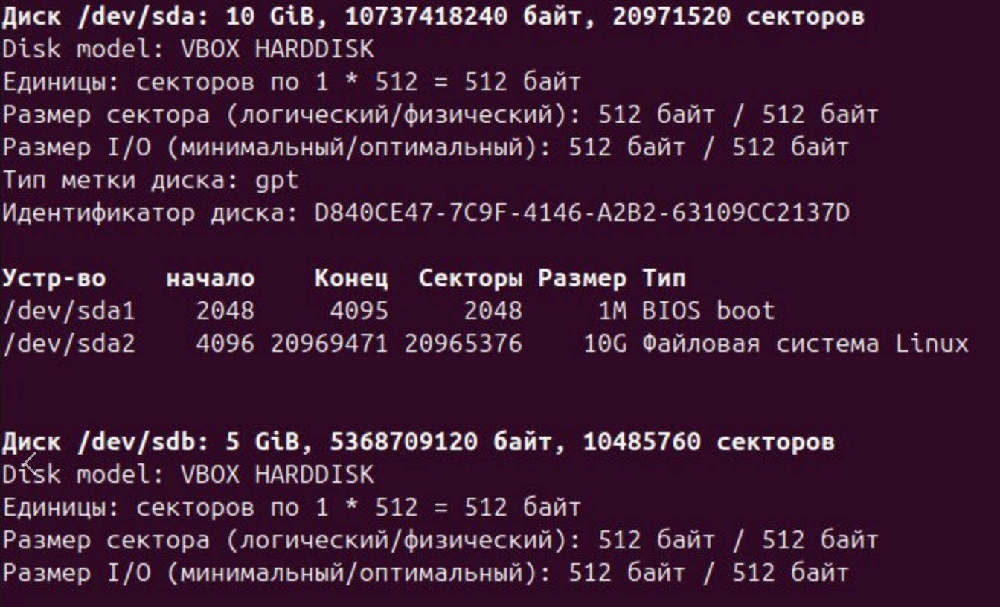 Диск /dev/sda: 10 GiB, 10737418240 байт, 20971520 секторов
Disk model: VBOX HARDDISK
Единицы: секторов по 1 * 512 = 512 байт
Размер сектора (логический/физический): 512 байт / 512 байт
Размер I/O (минимальный/оптимальный): 512 байт / 512 байт
Тип метки диска: gpt
Идентификатор диска: D840CE47-7C9F-4146-A2B2-63109CC2137D
Устр-во начало Конец Секторы Размер Тип
/dev/sda1 2048 4095 2048 1M BIOS boot
/dev/sda2 4096 20969471 20965376 10G Файловая система Linux
Диск /dev/sdb: 5 GiB, 5368709120 байт, 10485760 секторов
Disk model: VBOX HARDDISK
Единицы: секторов по 1 * 512 = 512 байт
Размер сектора (логический/физический): 512 байт / 512 байт
Размер I/O (минимальный/оптимальный): 512 байт / 512 байт